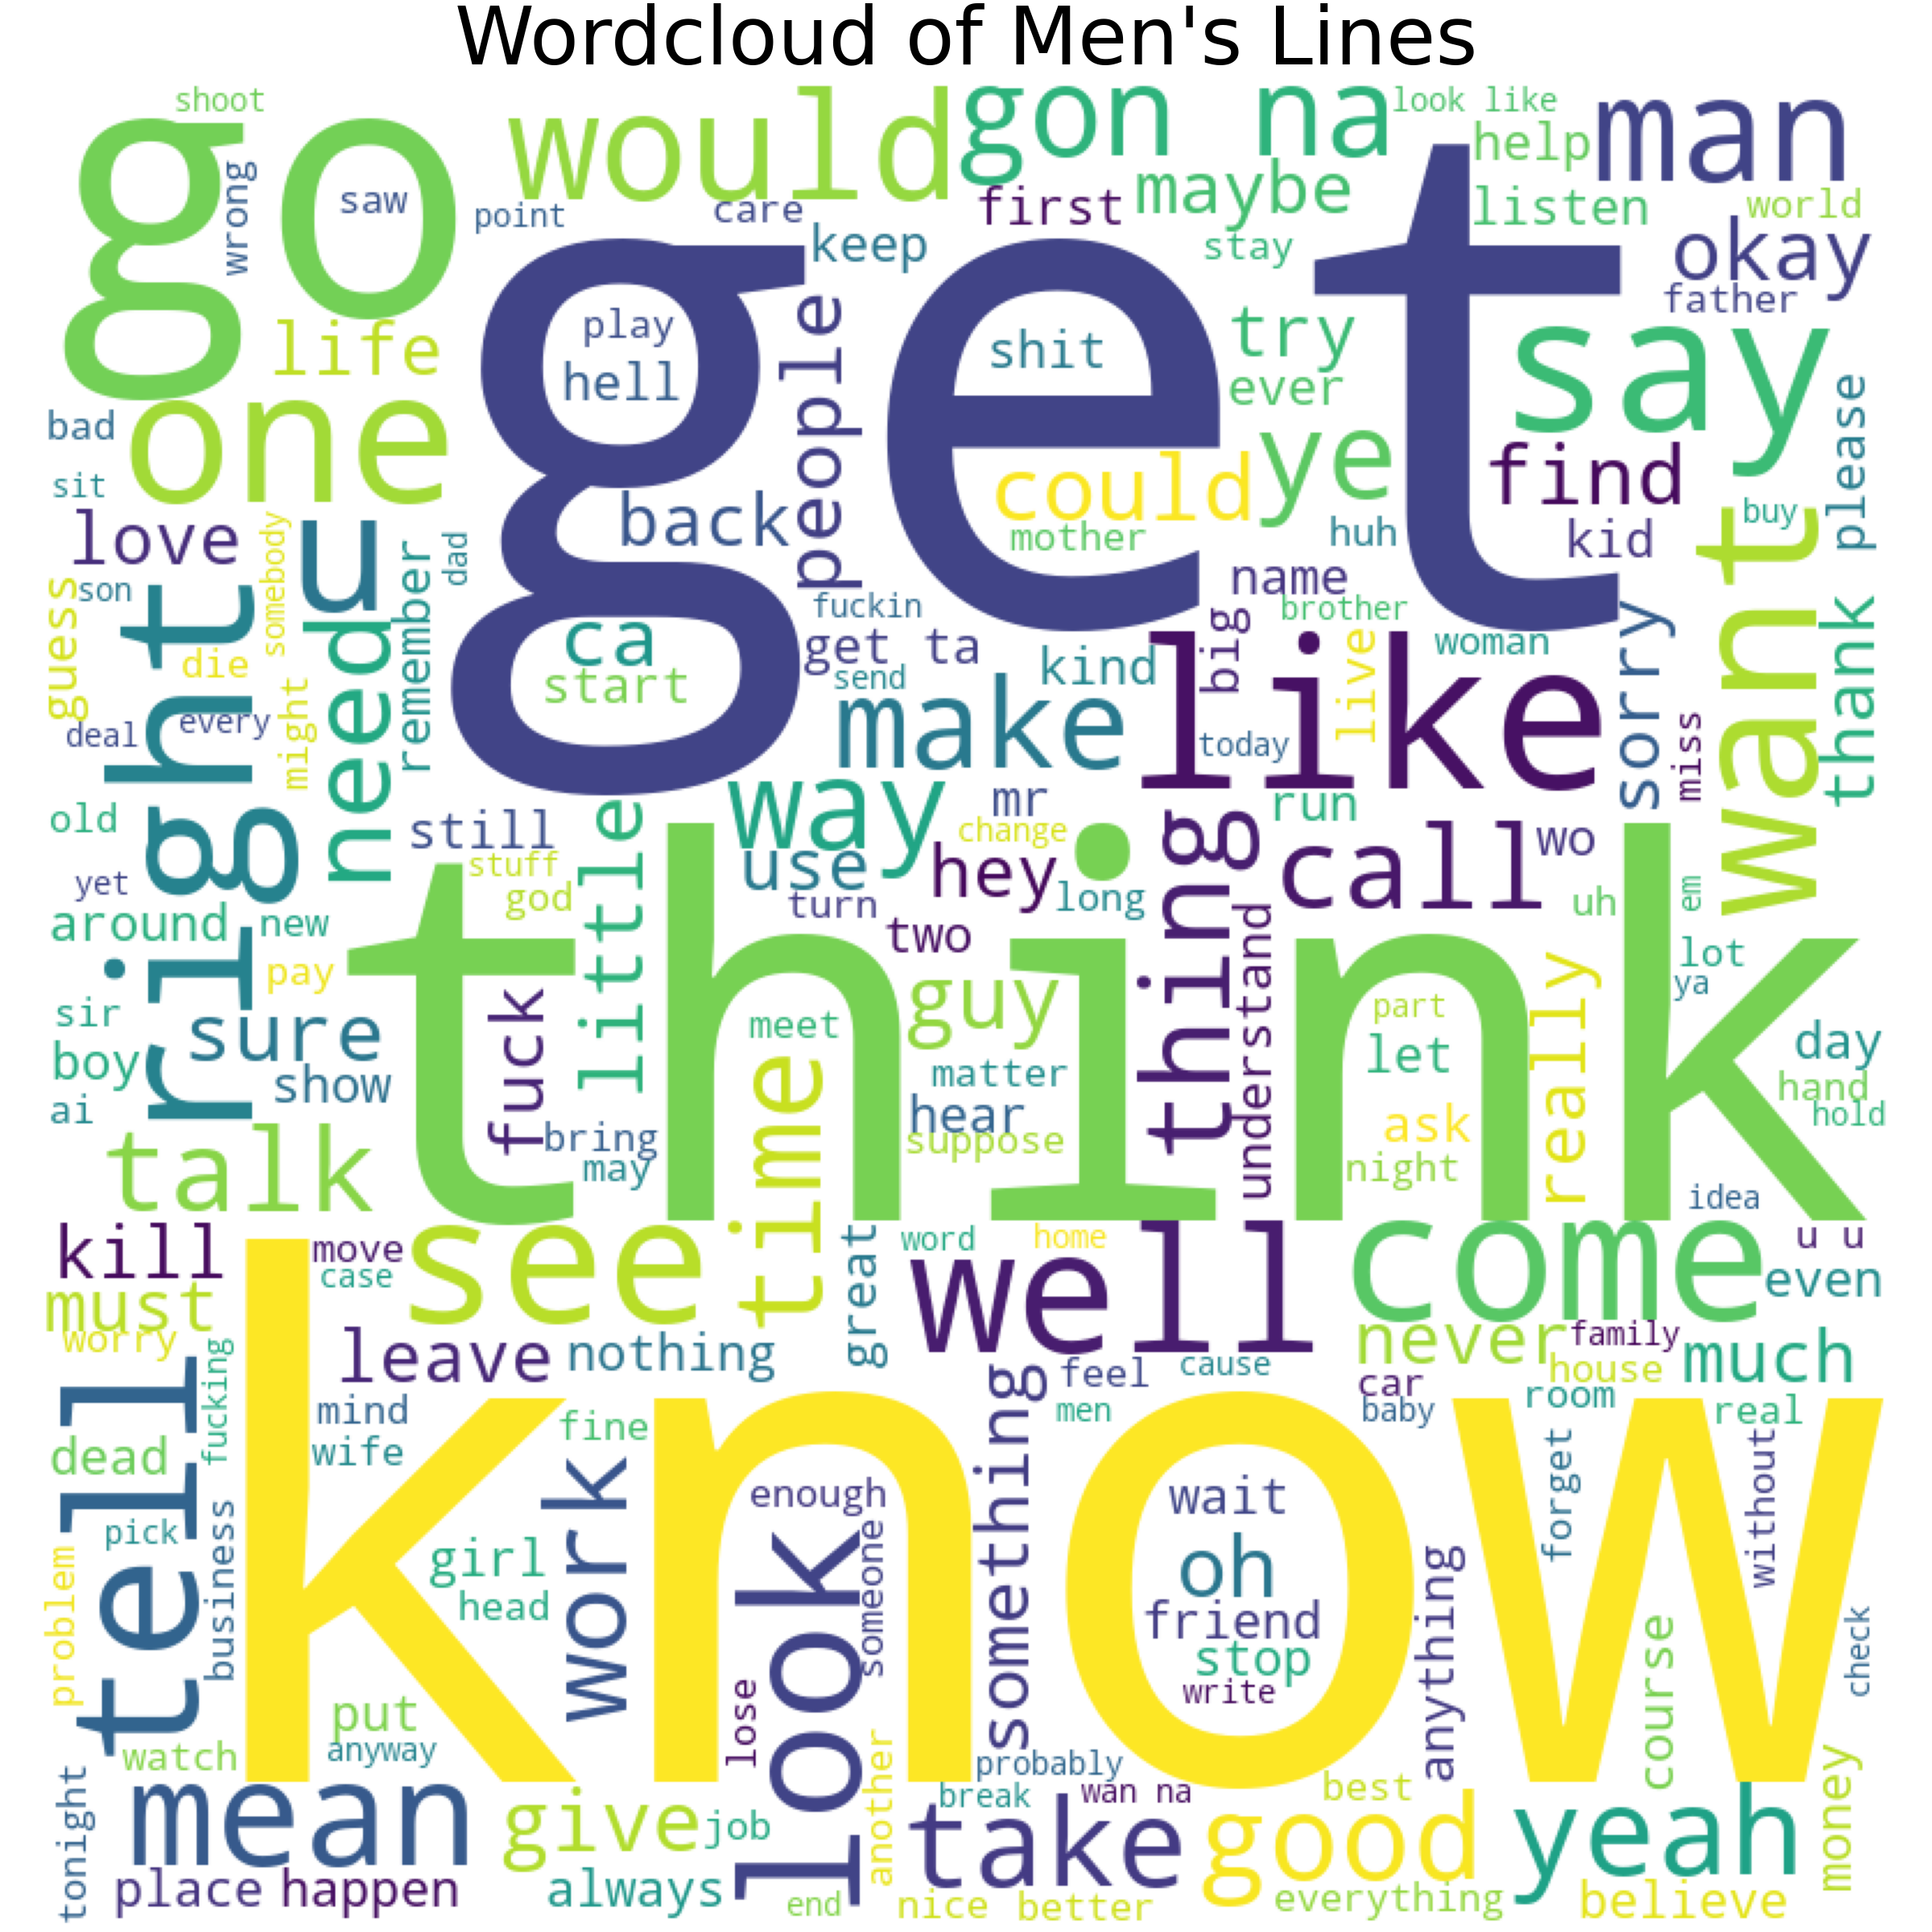 Wordcloud of Men's Lines
shoot
go
would
gon na
look like
man
help
wrong
saw
point
care
first
maybe
listen
world
keep
stay
okay
father
get
life
play
hell
people
shit
try
ever
say
please
bad
one
sit
could
ye
find
back
mother
huh
kid
buy
want
love
somebody
u
dad
name
guess
son
right
need
remember
fuckin
brother
ca
get ta
big
live
woman
sorry
thank
die
start
send
kind
like
deal
every
might
make
today
miss
old
still
little
way
mr
run
thing
change
call
wo
stuff
use
hey
yet
god
turn
long
uh
em
around
new
two
understand
think
really
lot
ya
pay
sir
sure
fuck
guy
part
meet
let
day
boy
show
time
matter
hand
ai
hear
hold
ask
talk
bring
suppose
may
night
idea
kill
move
see
great
word
home
well
come
u u
case
even
must
worry
leave
nothing
never
family
much
fucking
feel
cause
house
tell
something
car
room
mind
men
baby
real
know
dead
wife
fine
forget
without
work
enough
wait
pick
business
look
someone
oh
problem
girl
anything
head
friend
course
check
stop
lose
write
put
watch
anyway
another
probably
money
tonight
mean
give
job
break
wan na
best
take
good
yeah
place
happen
always
end
nice
better
everything
believe